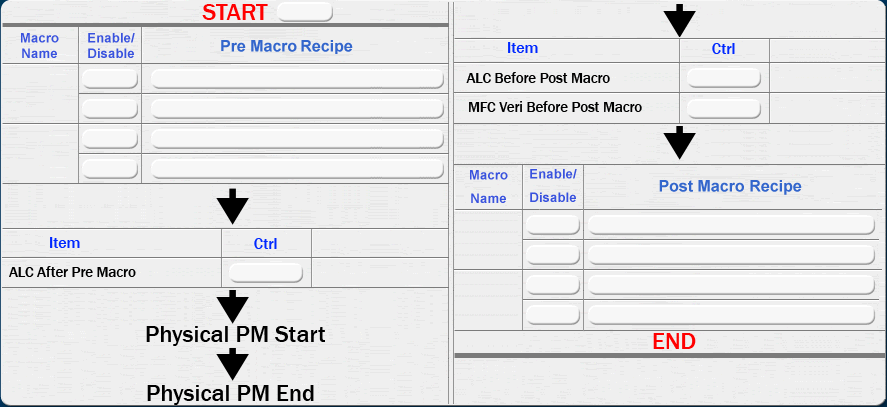 START
Macro Name
Enable/ Disable
Pre Macro Recipe
Item
Ctrl
ALC After Pre Macro
Physical PM Start
Physical PM End
Item
Ctrl
ALC Before Post Macro
MFC Veri Before Post Macro
Macro Name
Enable/ Disable
Post Macro Recipe
END